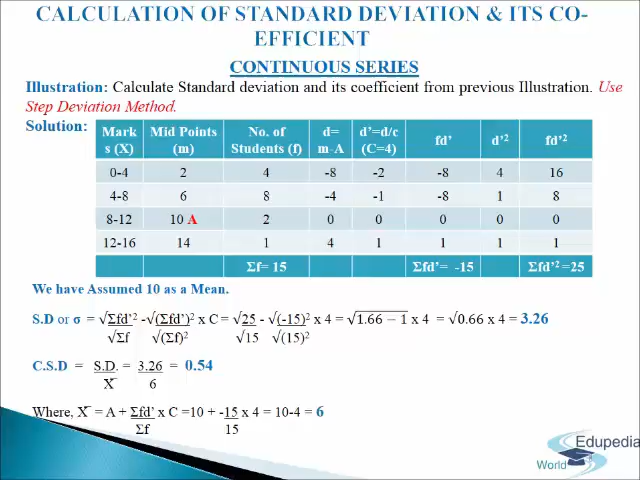 CALCULATION OF STANDARD DEVIATION & ITS CO-
EFFICIENT
CONTINUOUS SERIES
Illustration: Calculate Standard deviation and its coefficient from previous Illustration. Use
Step Deviation Method.
Solution:
Mark Mid Points No. of d= d'=d/c fd' d'² fd'²
s (X) (m) Students (f) m-A (C=4)
0-4 2 4 -8 -2 -8 4 16
4-8 6 8 -4 -1 -8 1 8
8-12 10 A 2 0 0 0 0 0
12-16 14 1 4 1 1 1 1
Σf= 15 Σfd'= -15 Σfd'²=25
We have Assumed 10 as a Mean.
S.D or σ = √Σfd'² -√(Σfd')² x C = √25 - √(-15)² x 4 = √1.66 − 1 x 4 = √0.66 x 4 = 3.26
√Σf √(Σf)² √15 √(15)²
C.S.D = S.D. = 3.26 = 0.54
X‾ 6
Where, X‾ = A + Σfd' x C =10 + -15 x 4 = 10-4 = 6
Σf 15
Edupedia
World